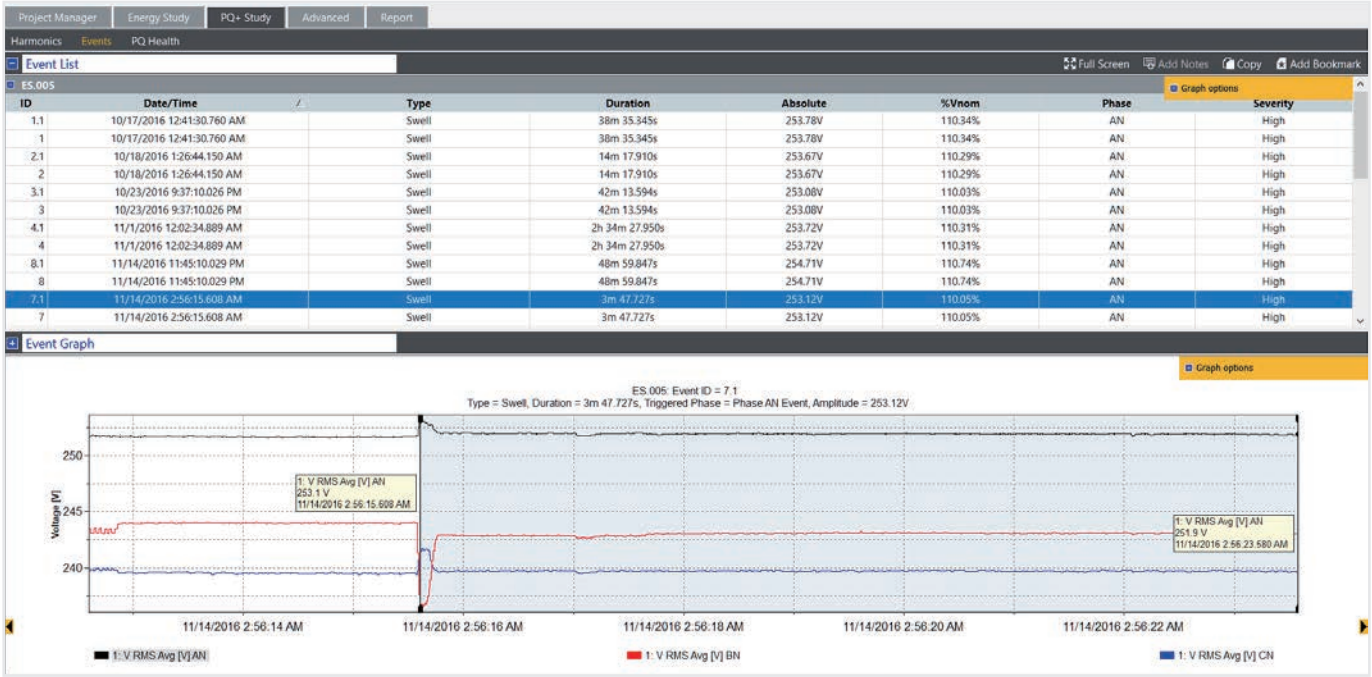 Project Manager Energy Study PQ+ Study Advanced Report
Harmonics Events PQ Health
Event List Full Screen Add Notes Copy Add Bookmark
ES.005 Graph options
ID Date/Time Type Duration Absolute %Vnom Phase Severity
1.1 10/17/2016 12:41:30.760 AM Swell 38m 35.345s 253.78V 110.34% AN High
1 10/17/2016 12:41:30.760 AM Swell 38m 35.345s 253.78V 110.34% AN High
2.1 10/18/2016 1:26:44.150 AM Swell 14m 17.910s 253.67V 110.29% AN High
2 10/18/2016 1:26:44.150 AM Swell 14m 17.910s 253.67V 110.29% AN High
3.1 10/23/2016 9:37:10.026 PM Swell 42m 13.594s 253.08V 110.03% AN High
3 10/23/2016 9:37:10.026 PM Swell 42m 13.594s 253.08V 110.03% AN High
4.1 11/1/2016 12:02:34.889 AM Swell 2h 34m 27.950s 253.72V 110.31% AN High
4 11/1/2016 12:02:34.889 AM Swell 2h 34m 27.950s 253.72V 110.31% AN High
8.1 11/14/2016 11:45:10.029 PM Swell 48m 59.847s 254.71V 110.74% AN High
8 11/14/2016 11:45:10.029 PM Swell 48m 59.847s 254.71V 110.74% AN High
7.1 11/14/2016 2:56:15.608 AM Swell 3m 47.727s 253.12V 110.05% AN High
7 11/14/2016 2:56:15.608 AM Swell 3m 47.727s 253.12V 110.05% AN High
Event Graph
Graph options
ES.005: Event ID = 7.1
Type = Swell, Duration = 3m 47.727s, Triggered Phase = Phase AN Event, Amplitude = 253.12V
Voltage [V]
250
245
240
1: V RMS Avg [V] AN
253.1 V
11/14/2016 2:56:15.608 AM
1: V RMS Avg [V] AN
251.9 V
11/14/2016 2:56:23.580 AM
11/14/2016 2:56:14 AM 11/14/2016 2:56:16 AM 11/14/2016 2:56:18 AM 11/14/2016 2:56:20 AM 11/14/2016 2:56:22 AM
1: V RMS Avg [V] AN 1: V RMS Avg [V] BN 1: V RMS Avg [V] CN